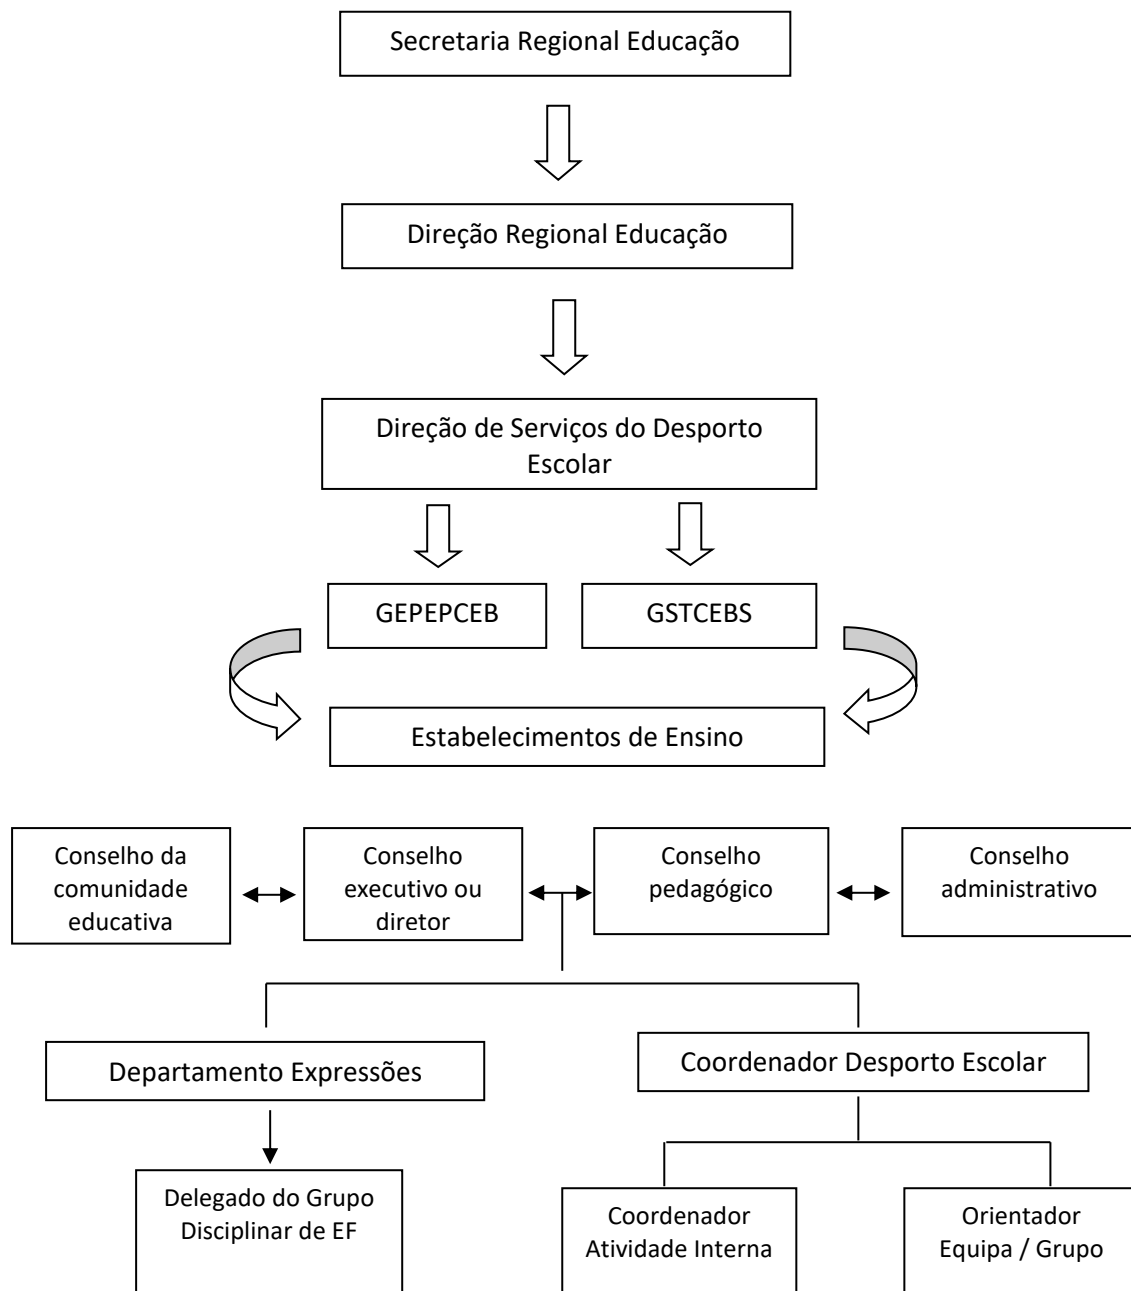 Secretaria Regional Educação
Direção Regional Educação
Direção de Serviços do Desporto
Escolar
GEPEPCEB
GSTCEBS
Estabelecimentos de Ensino
Conselho da
comunidade
educativa
Conselho
executivo ou
diretor
Conselho
pedagógico
Conselho
administrativo
Departamento Expressões
Coordenador Desporto Escolar
Delegado do Grupo
Disciplinar de EF
Coordenador
Atividade Interna
Orientador
Equipa / Grupo